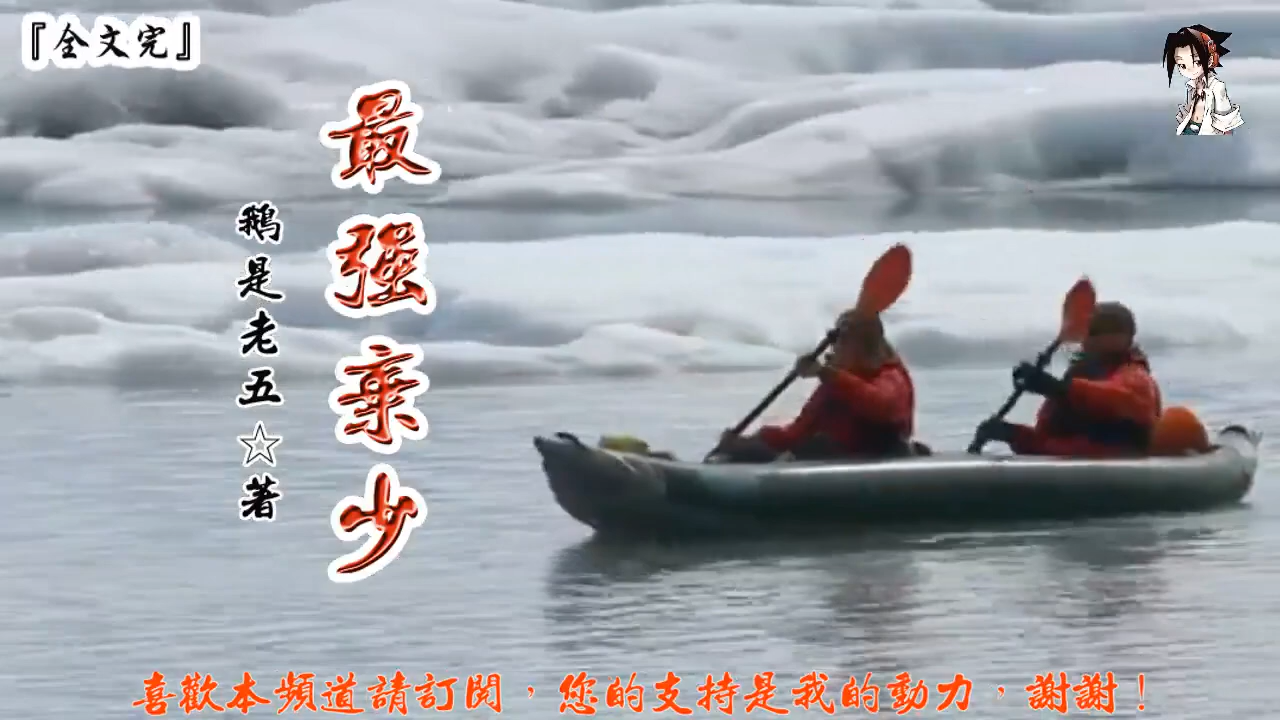 『全文完』
最強棄少
鵝是老五☆著
喜歡本頻道請訂閱，您的支持是我的動力，謝謝！